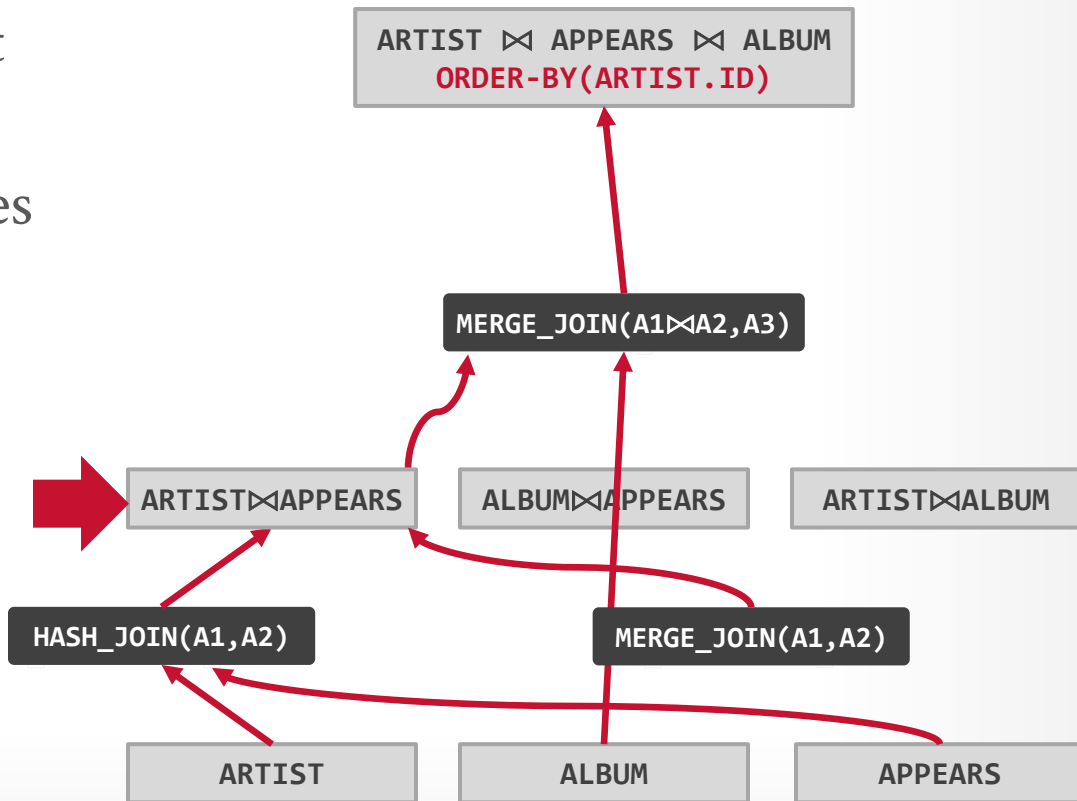 t
es
ARTIST ⋈ APPEARS ⋈ ALBUM
ORDER-BY(ARTIST.ID)
MERGE_JOIN(A1⋈A2,A3)
ARTIST⋈APPEARS
ALBUM⋈APPEARS
ARTIST⋈ALBUM
HASH_JOIN(A1,A2)
MERGE_JOIN(A1,A2)
ARTIST
ALBUM
APPEARS